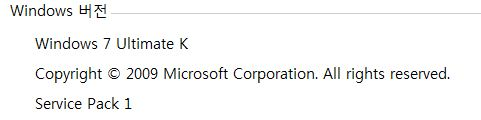 Windows 버전
Windows 7 Ultimate K
Copyright © 2009 Microsoft Corporation. All rights reserved.
Service Pack 1